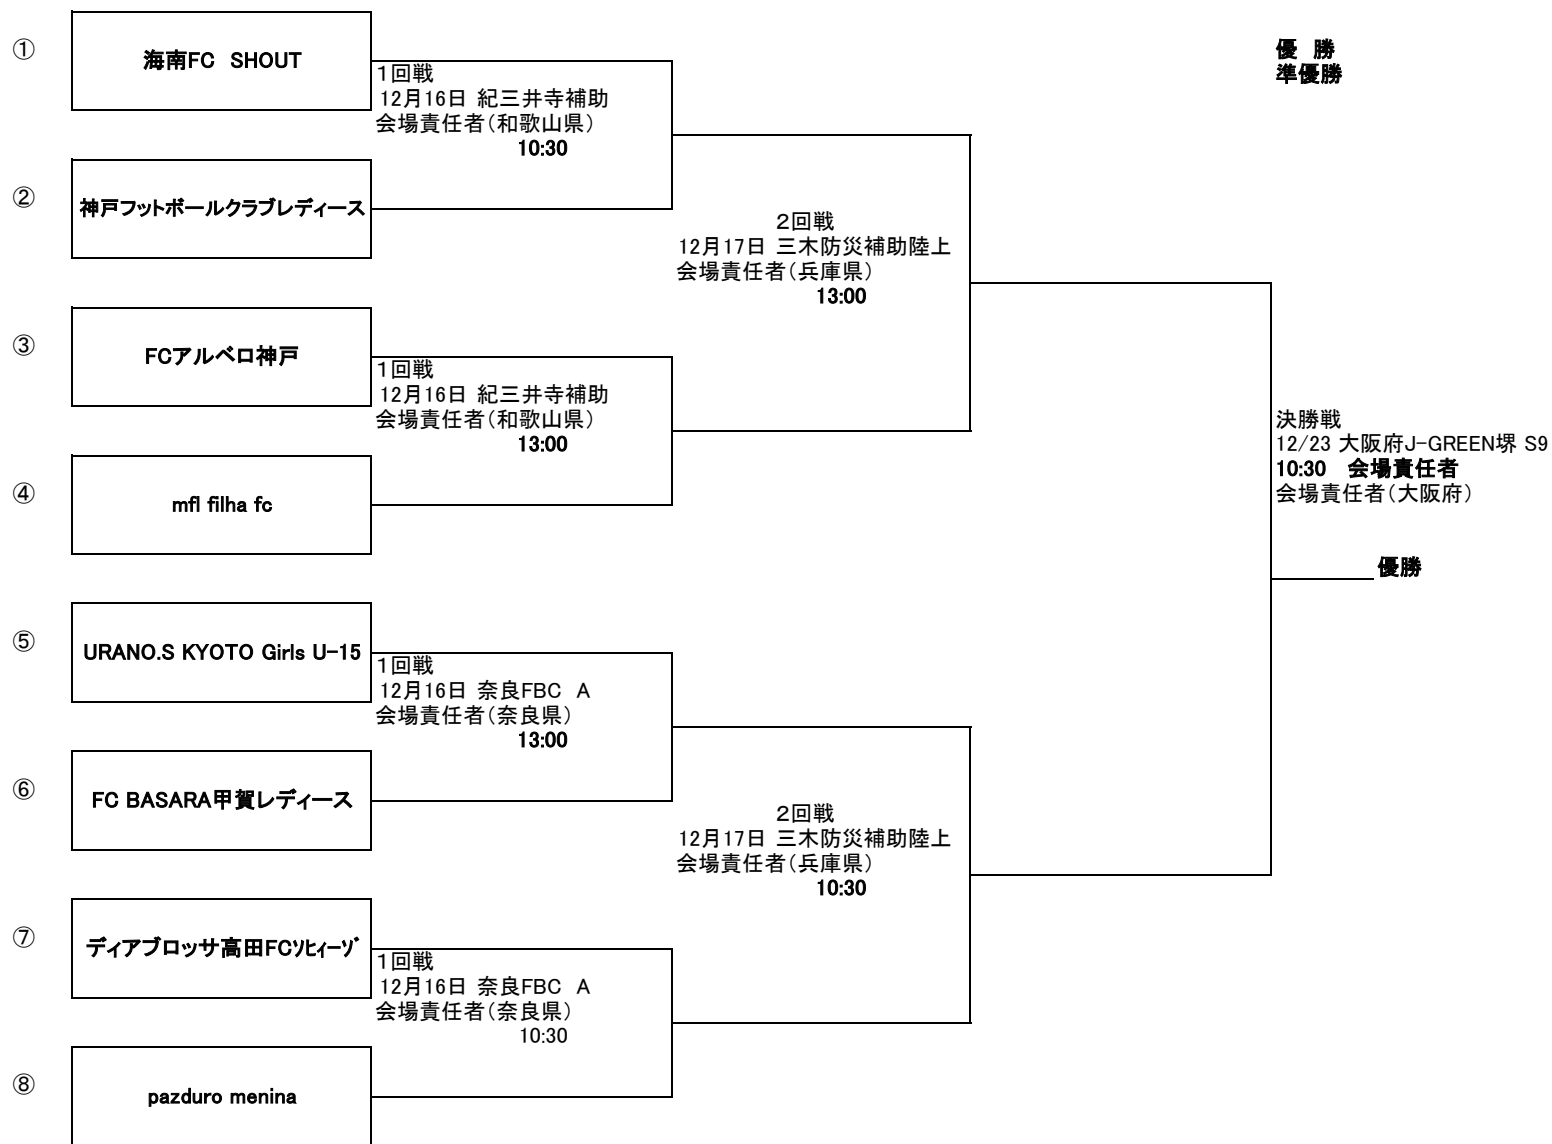 ①
海南FC　SHOUT
優　勝
準優勝
1回戦
12月16日 紀三井寺補助
会場責任者(和歌山県)
10:30
②
神戸フットボールクラブレディース
2回戦
12月17日 三木防災補助陸上
会場責任者(兵庫県)
13:00
③
FCアルベロ神戸
1回戦
12月16日 紀三井寺補助
会場責任者(和歌山県)
13:00
④
mfl filha fc
決勝戦
12/23 大阪府J-GREEN堺 S9
10:30　会場責任者
会場責任者(大阪府)
優勝
⑤
URANO.S KYOTO Girls U-15
1回戦
12月16日 奈良FBC　A
会場責任者(奈良県)
13:00
⑥
FC BASARA甲賀レディース
2回戦
12月17日 三木防災補助陸上
会場責任者(兵庫県)
10:30
⑦
ディアブロッサ高田FCｿﾋｨｰｿﾞ
1回戦
12月16日 奈良FBC　A
会場責任者(奈良県)
10:30
⑧
pazduro menina